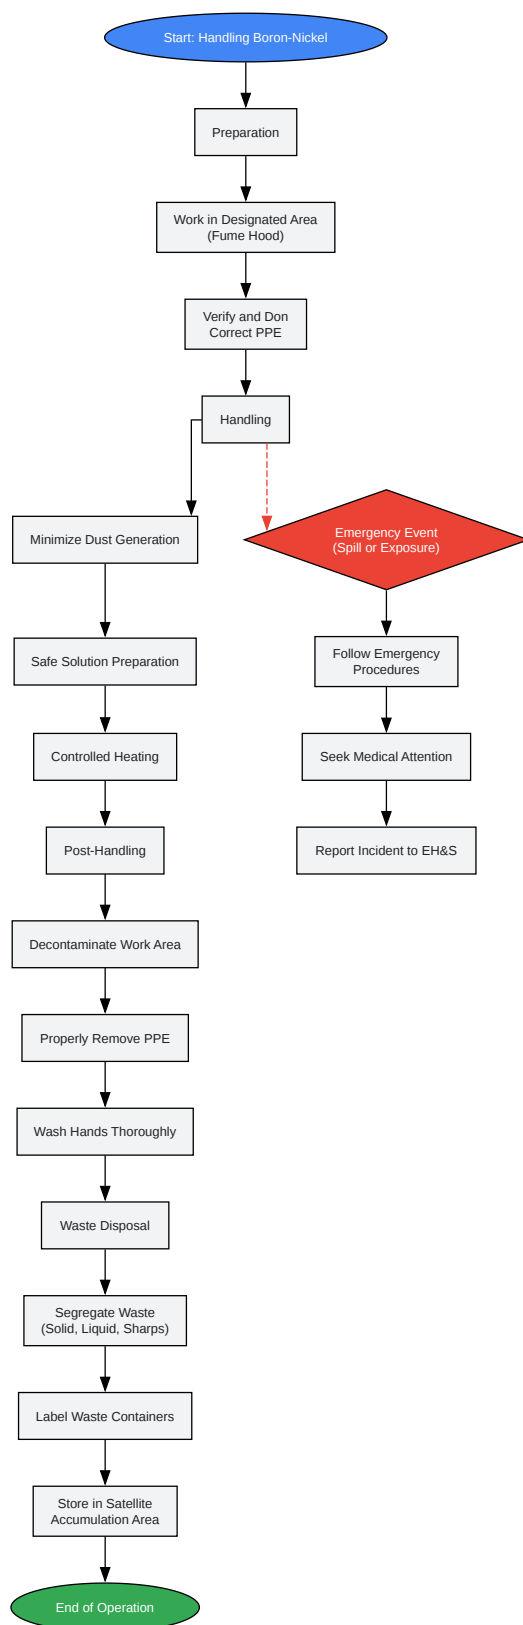 Start: Handling Boron-Nickel
Preparation
Work in Designated Area
(Fume Hood)
Verify and Don
Correct PPE
Handling
Minimize Dust Generation
Emergency Event
(Spill or Exposure)
Safe Solution Preparation
Follow Emergency
Procedures
Controlled Heating
Seek Medical Attention
Post-Handling
Report Incident to EH&S
Decontaminate Work Area
Properly Remove PPE
Wash Hands Thoroughly
Waste Disposal
Segregate Waste
(Solid, Liquid, Sharps)
Label Waste Containers
Store in Satellite
Accumulation Area
End of Operation